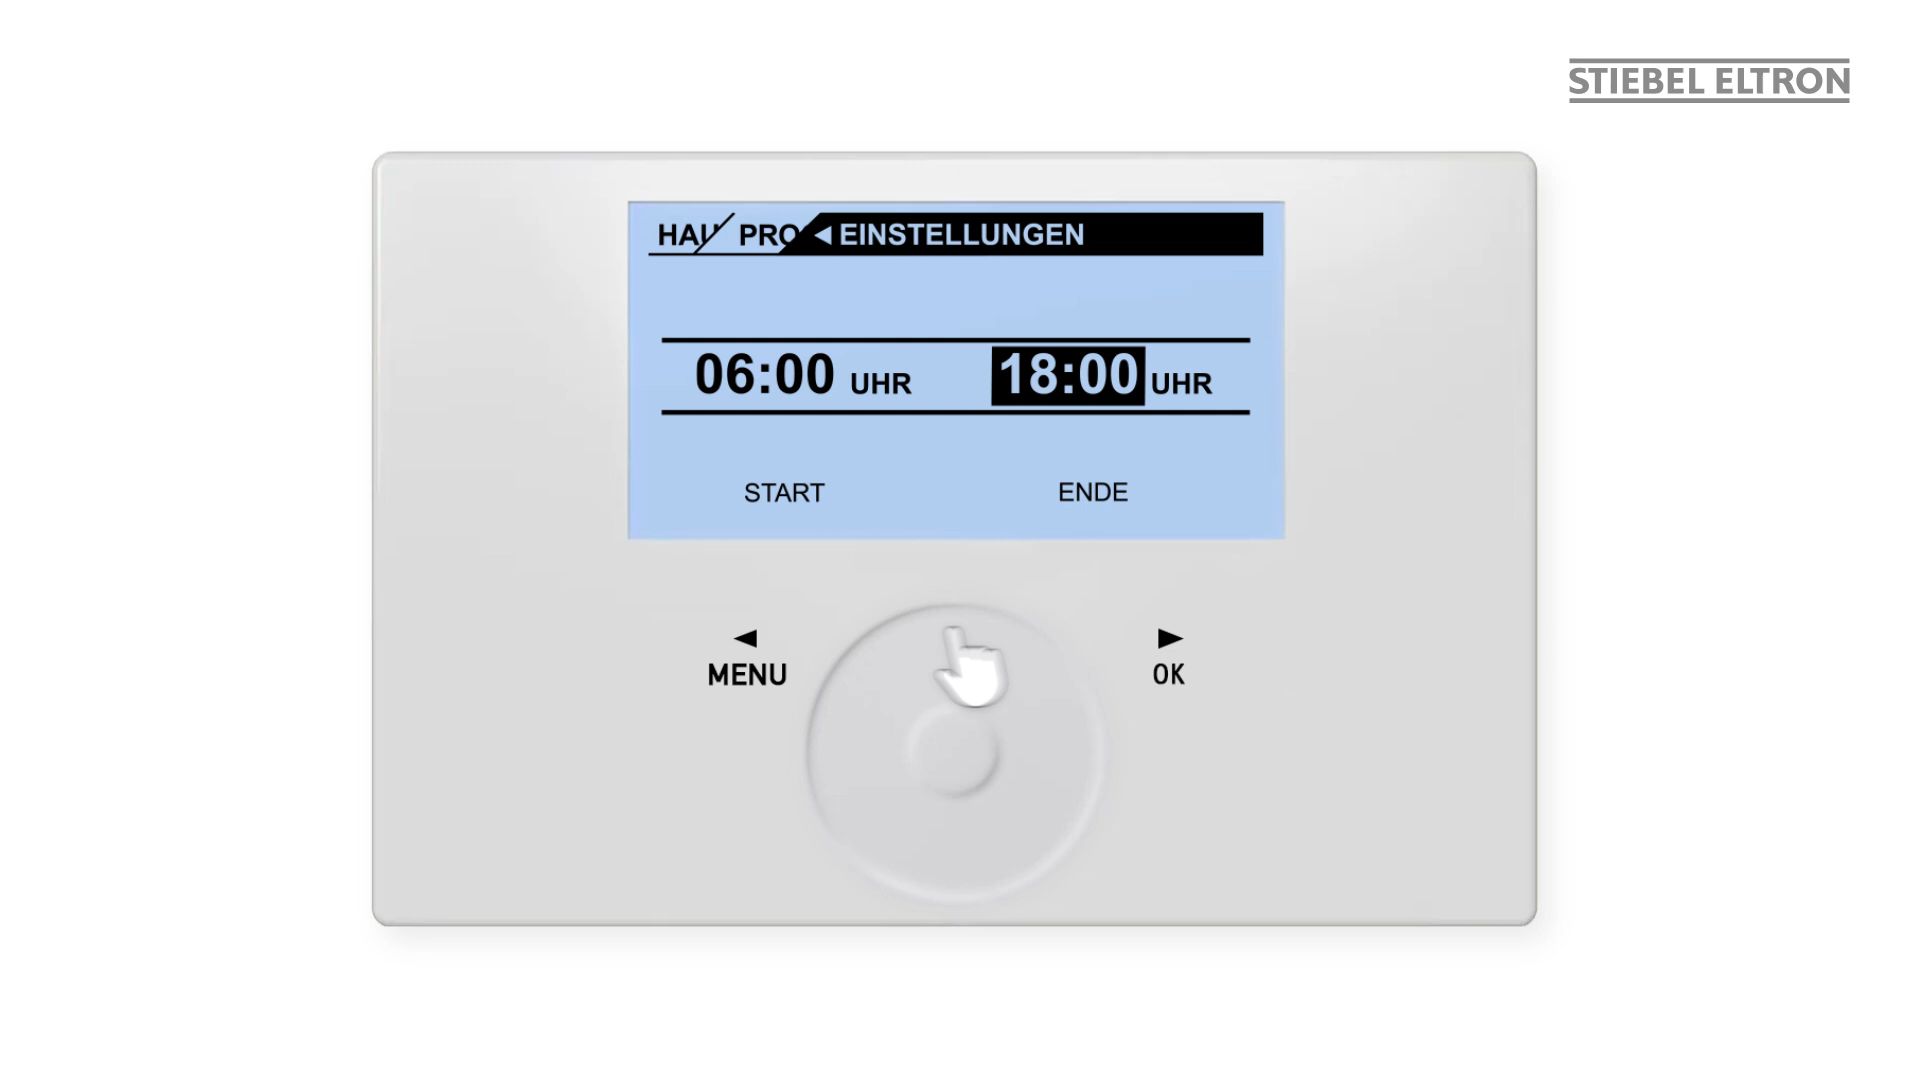 STIEBEL ELTRON
HAU PRO EINSTELLUNGEN
06:00 UHR 18:00 UHR
START ENDE
MENU OK